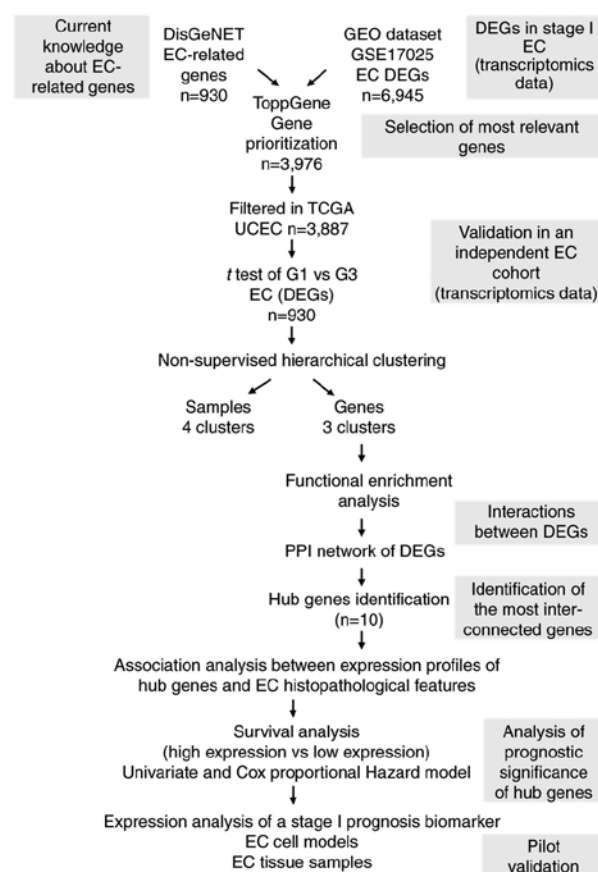 Current
knowledge
about EC-
related genes
DisGeNET
EC-related
genes
n=930
GEO dataset
GSE17025
EC DEGs
n=6,945
DEGs in stage I
EC
(transcriptomics
data)
ToppGene
Gene
prioritization
n=3,976
Selection of most relevant
genes
Filtered in TCGA
UCEC n=3,887
Validation in an
independent EC
cohort
(transcriptomics data)
t test of G1 vs G3
EC (DEGs)
n=930
Non-supervised hierarchical clustering
Samples
4 clusters
Genes
3 clusters
Functional enrichment
analysis
Interactions
between DEGs
PPI network of DEGs
Hub genes identification
(n=10)
Identification of
the most inter-
connected genes
Association analysis between expression profiles of
hub genes and EC histopathological features
Survival analysis
(high expression vs low expression)
Univariate and Cox proportional Hazard model
Analysis of
prognostic
significance
of hub genes
Expression analysis of a stage I prognosis biomarker
EC cell models
EC tissue samples
Pilot
validation